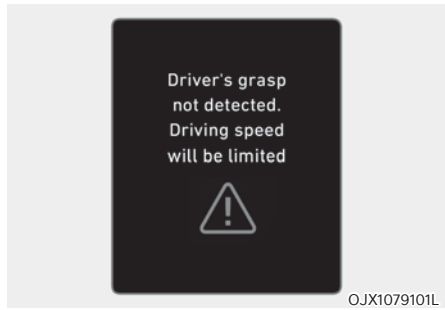 Driver's grasp
not detected.
Driving speed
will be limited
OJX1079101L